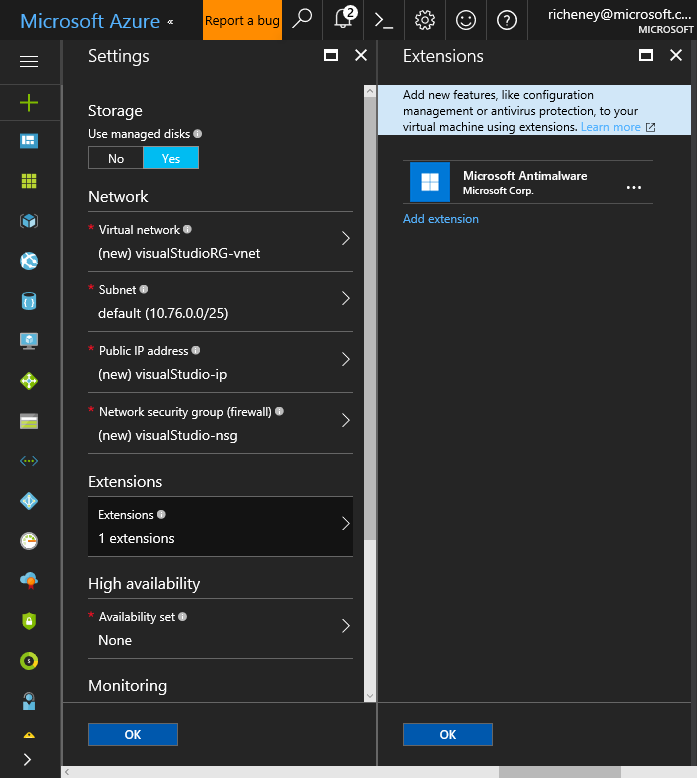 Microsoft Azure «
Report a bug
2
richeney@microsoft.c...
MICROSOFT
Settings
Storage
Use managed disks
No Yes
Network
* Virtual network
(new) visualStudioRG-vnet
* Subnet
default (10.76.0.0/25)
* Public IP address
(new) visualStudio-ip
* Network security group (firewall)
(new) visualStudio-nsg
Extensions
Extensions
1 extensions
High availability
* Availability set
None
Monitoring
OK
Extensions
Add new features, like configuration
management or antivirus protection, to your
virtual machine using extensions. Learn more
Microsoft Antimalware
Microsoft Corp.
...
Add extension
OK